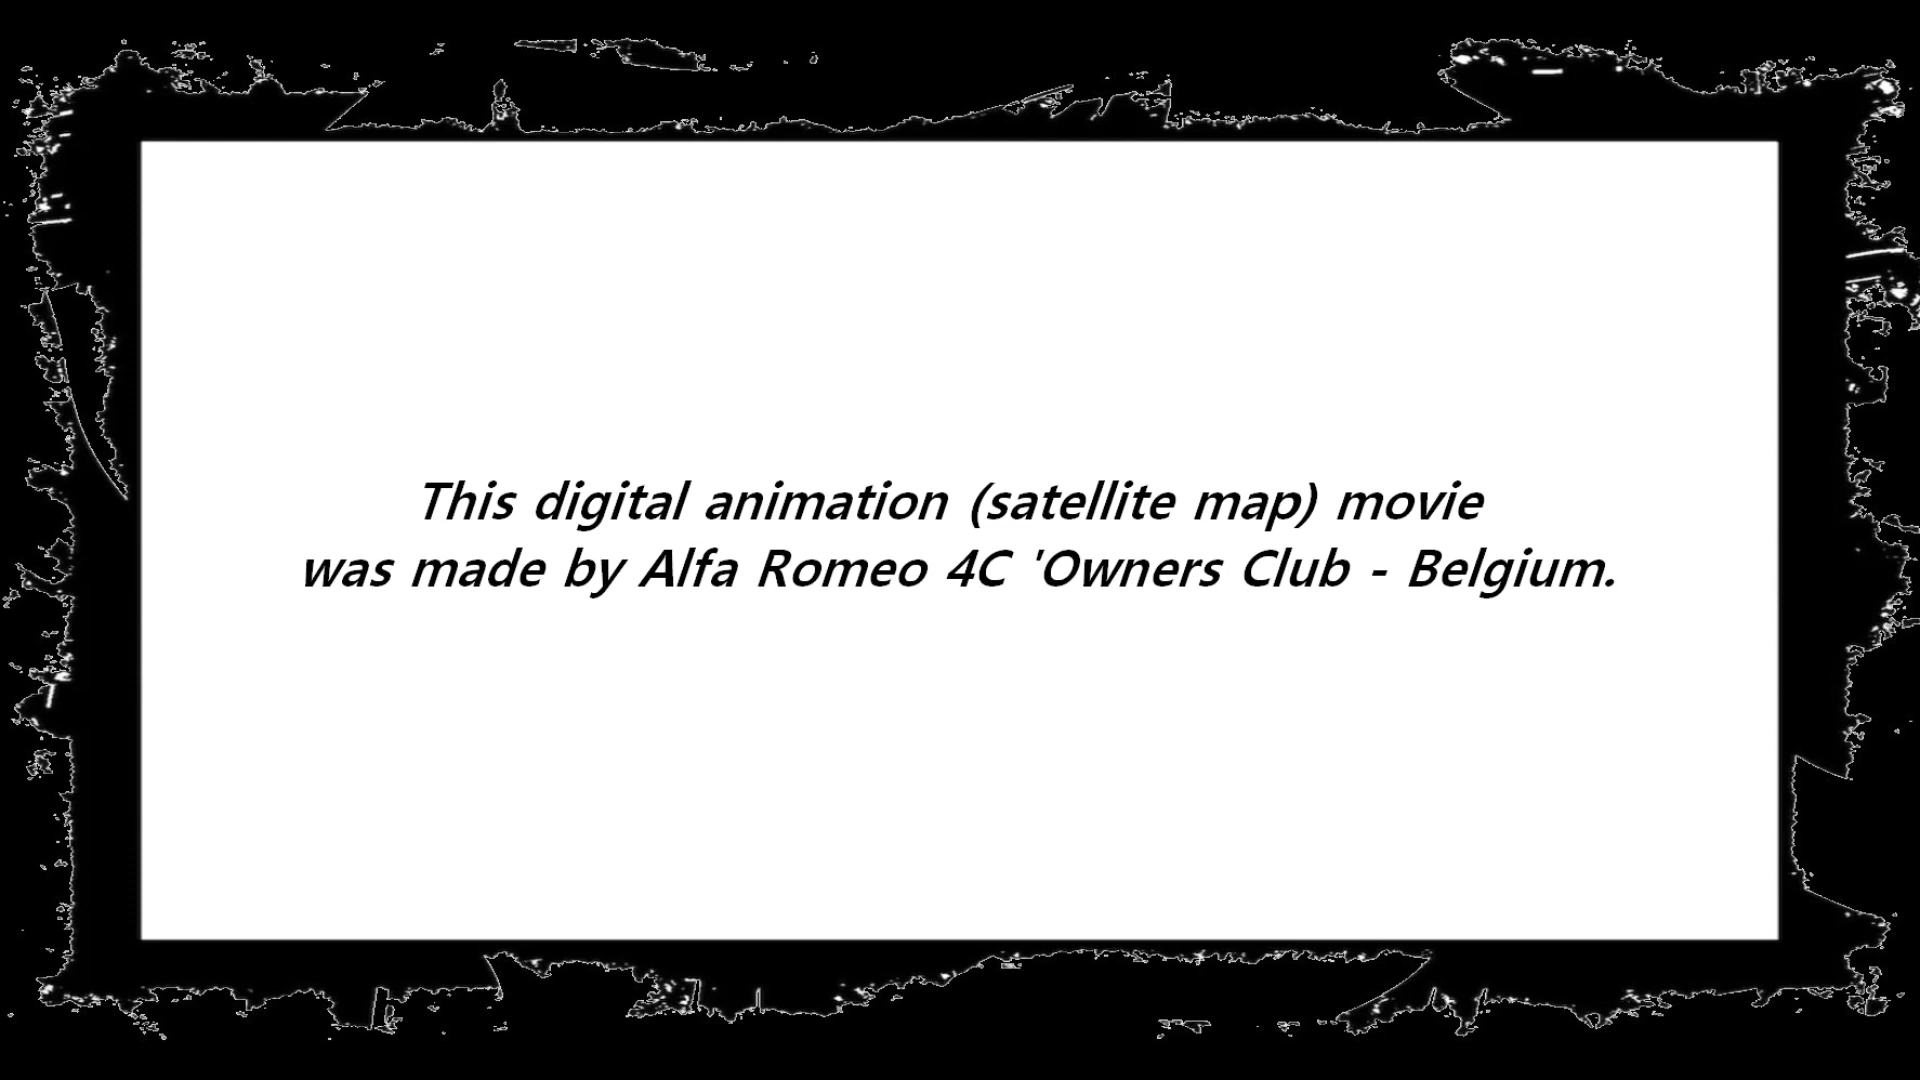 This digital animation (satellite map) movie
was made by Alfa Romeo 4C 'Owners Club - Belgium.